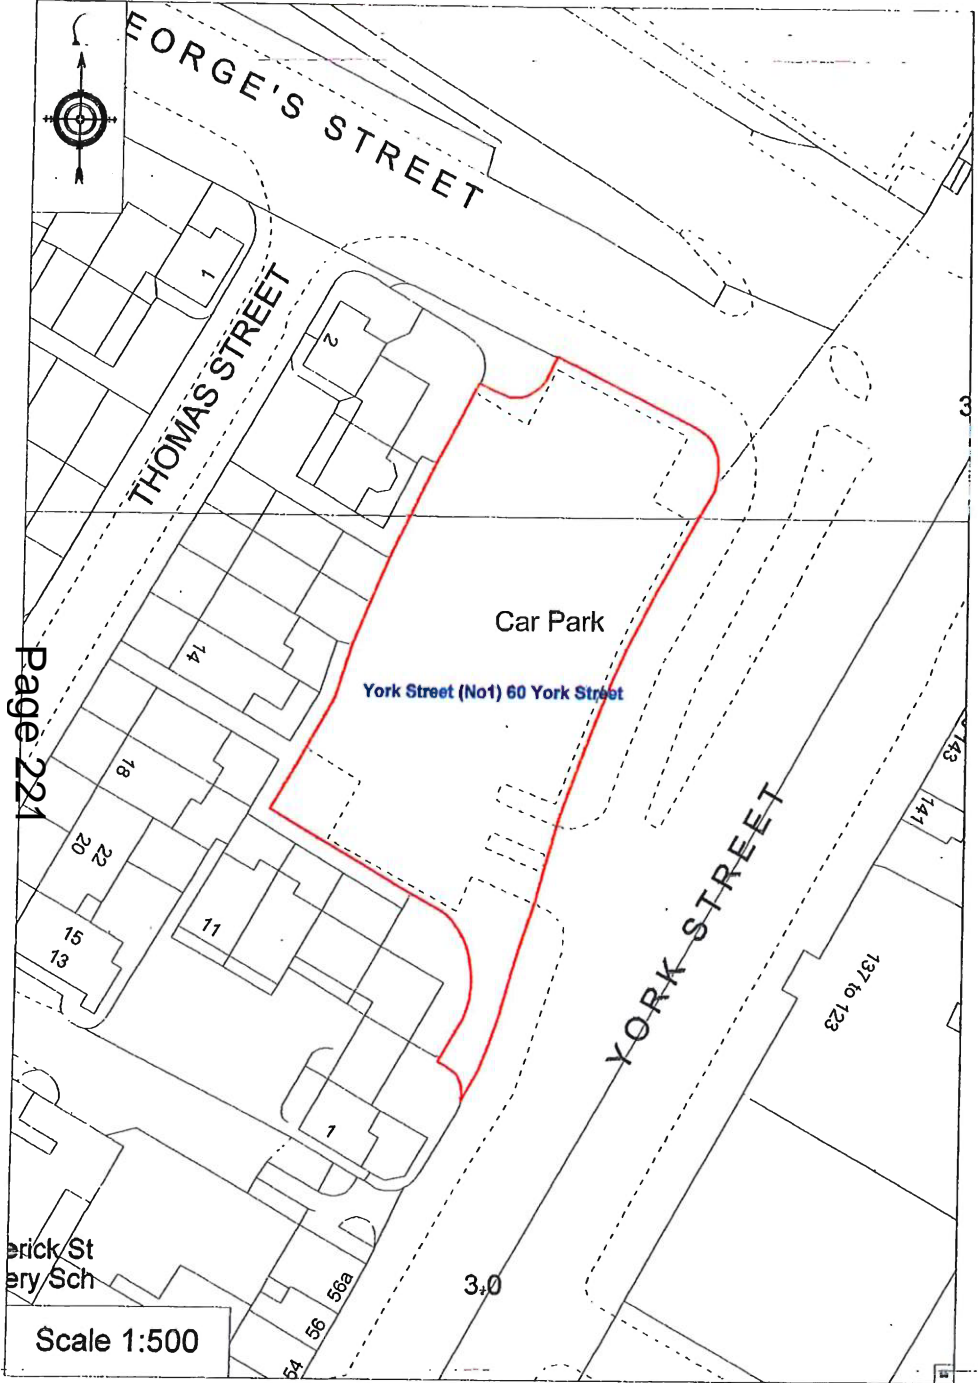 EORGE'S STREET
1
THOMAS STREET
2
3
Car Park
York Street (No1) 60 York Street
14
Page 221
18
143
141
20
22
11
15
13
YORK STREET
137 to 123
1
erick St
ery Sch
3.0
56a
56
54
Scale 1:500